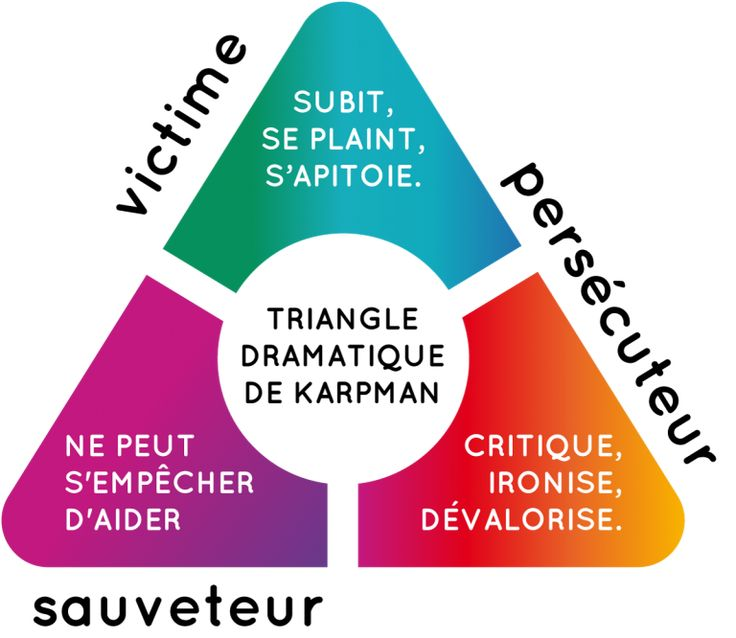 victime
SUBIT,
SE PLAINT,
S'APITOIE.
persécuteur
TRIANGLE
DRAMATIQUE
DE KARPMAN
NE PEUT
S'EMPÊCHER
D'AIDER
CRITIQUE,
IRONISE,
DÉVALORISE.
sauveteur